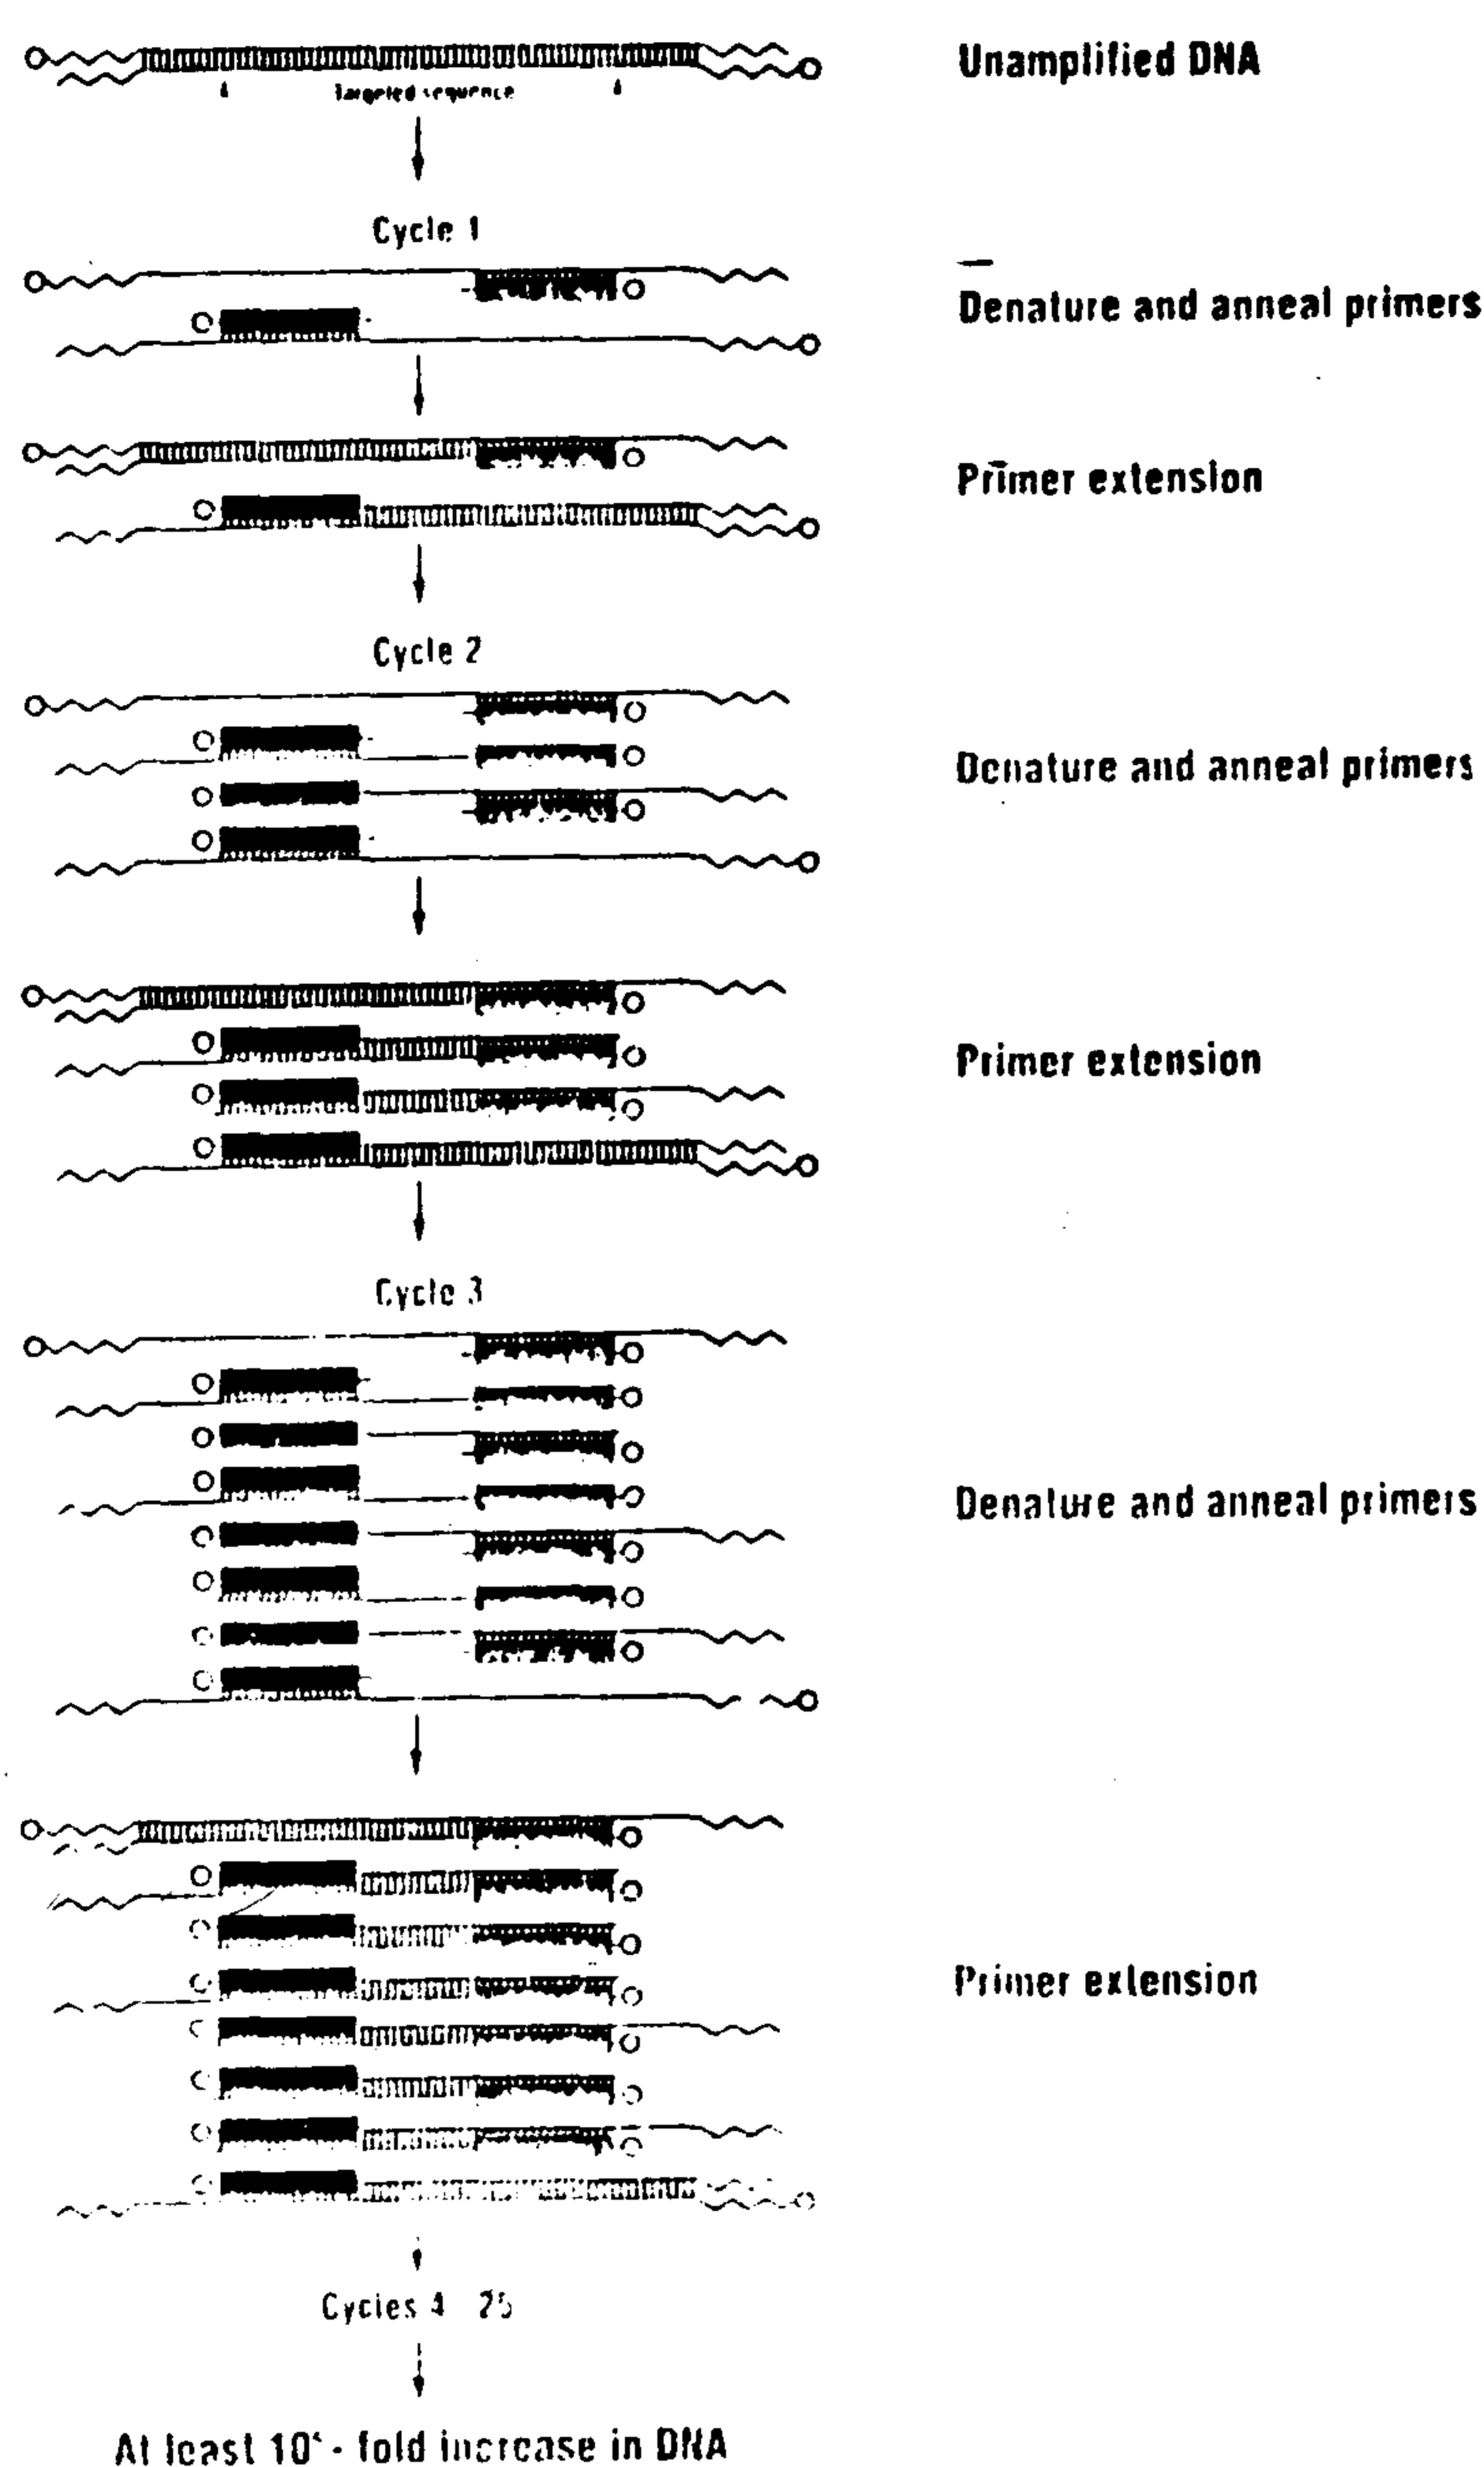 Unamplified DNA
Targeted sequence
Cycle 1
Denature and anneal primers
Primer extension
Cycle 2
Denature and anneal primers
Primer extension
Cycle 3
Denature and anneal primers
Primer extension
Cycles 4 25
At least - fold increase in DNA